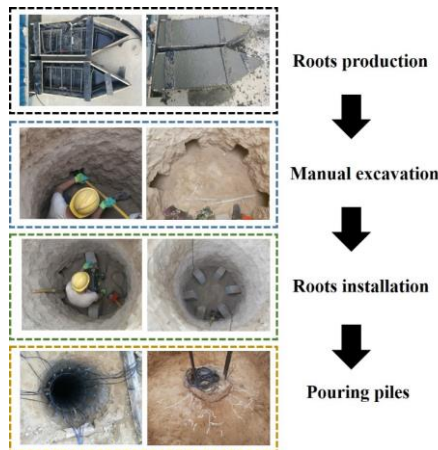 Roots production
Manual excavation
Roots installation
Pouring piles